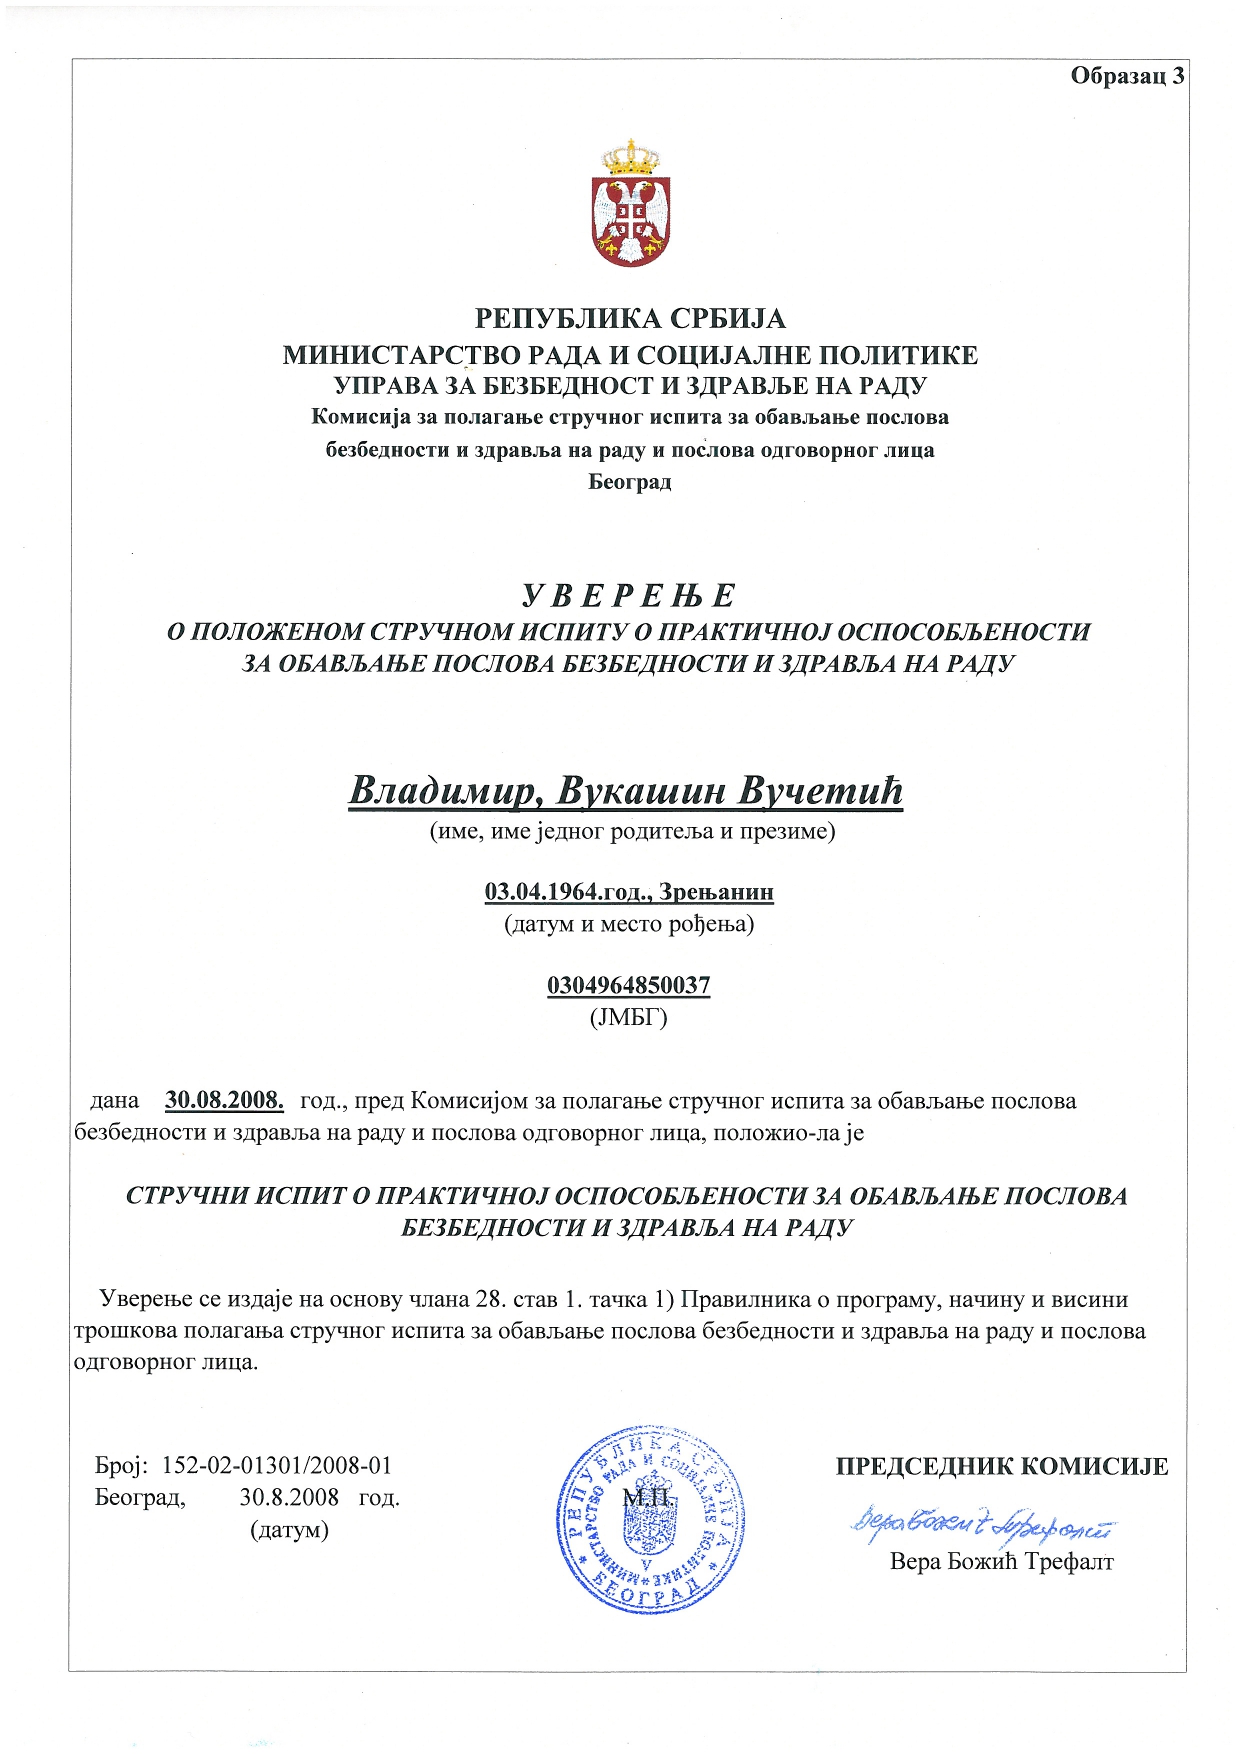 Образац 3
РЕПУБЛИКА СРБИЈА
МИНИСТАРСТВО РАДА И СОЦИЈАЛНЕ ПОЛИТИКЕ
УПРАВА ЗА БЕЗБЕДНОСТ И ЗДРАВЉЕ НА РАДУ
Комисија за полагање стручног испита за обављање послова
безбедности и здравља на раду и послова одговорног лица
Београд
У В Е Р Е Њ Е
О ПОЛОЖЕНОМ СТРУЧНОМ ИСПИТУ О ПРАКТИЧНОЈ ОСПОСОБЉЕНОСТИ
ЗА ОБАВЉАЊЕ ПОСЛОВА БЕЗБЕДНОСТИ И ЗДРАВЉА НА РАДУ
Владимир, Вукашин Вучетић
(име, име једног родитеља и презиме)
03.04.1964.год., Зрењанин
(датум и место рођења)
0304964850037
(ЈМБГ)
дана 30.08.2008. год., пред Комисијом за полагање стручног испита за обављање послова
безбедности и здравља на раду и послова одговорног лица, положио-ла је
СТРУЧНИ ИСПИТ О ПРАКТИЧНОЈ ОСПОСОБЉЕНОСТИ ЗА ОБАВЉАЊЕ ПОСЛОВА
БЕЗБЕДНОСТИ И ЗДРАВЉА НА РАДУ
Уверење се издаје на основу члана 28. став 1. тачка 1) Правилника о програму, начину и висини
трошкова полагања стручног испита за обављање послова безбедности и здравља на раду и послова
одговорног лица.
Број: 152-02-01301/2008-01
Београд, 30.8.2008 год.
(датум)
М.П.
РЕПУБЛИКА СРБИЈА
МИНИСТАРСТВО РАДА И СОЦИЈАЛНЕ ПОЛИТИКЕ
V
БЕОГРАД
ПРЕДСЕДНИК КОМИСИЈЕ
Вера Божић Трефалт
Вера Божић Трефалт